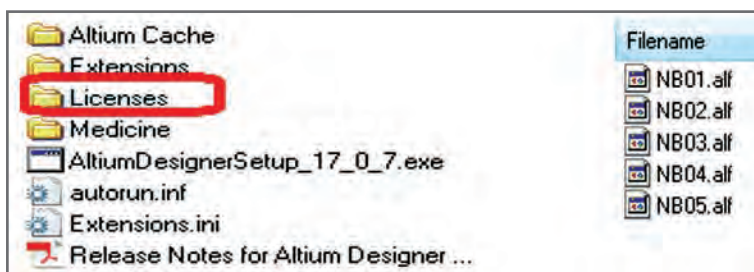 Altium Cache
Extensions
Licenses
Medicine
AltiumDesignerSetup_17_0_7.exe
autorun.inf
Extensions.ini
Release Notes for Altium Designer ...
Filename
NB01.alf
NB02.alf
NB03.alf
NB04.alf
NB05.alf